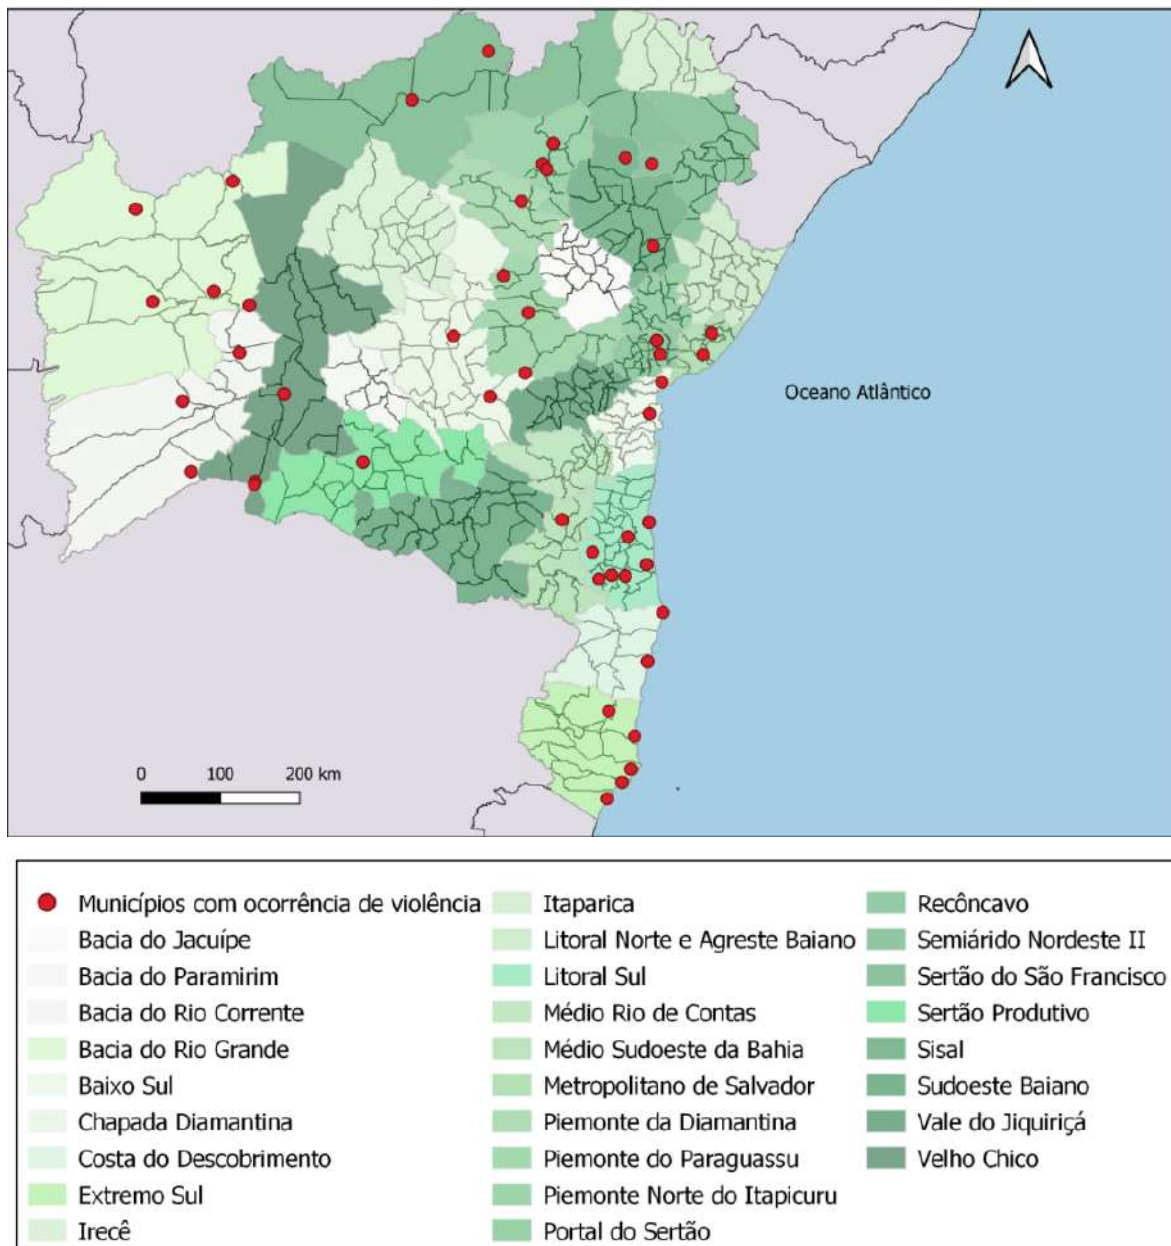 Oceano Atlântico
0 100 200 km
Municípios com ocorrência de violência
Bacia do Jacuípe
Bacia do Paramirim
Bacia do Rio Corrente
Bacia do Rio Grande
Baixo Sul
Chapada Diamantina
Costa do Descobrimento
Extremo Sul
Irecê
Itaparica
Litoral Norte e Agreste Baiano
Litoral Sul
Médio Rio de Contas
Médio Sudoeste da Bahia
Metropolitano de Salvador
Piemonte da Diamantina
Piemonte do Paraguassu
Piemonte Norte do Itapicuru
Portal do Sertão
Recôncavo
Semiárido Nordeste II
Sertão do São Francisco
Sertão Produtivo
Sisal
Sudoeste Baiano
Vale do Jiquiriçá
Velho Chico